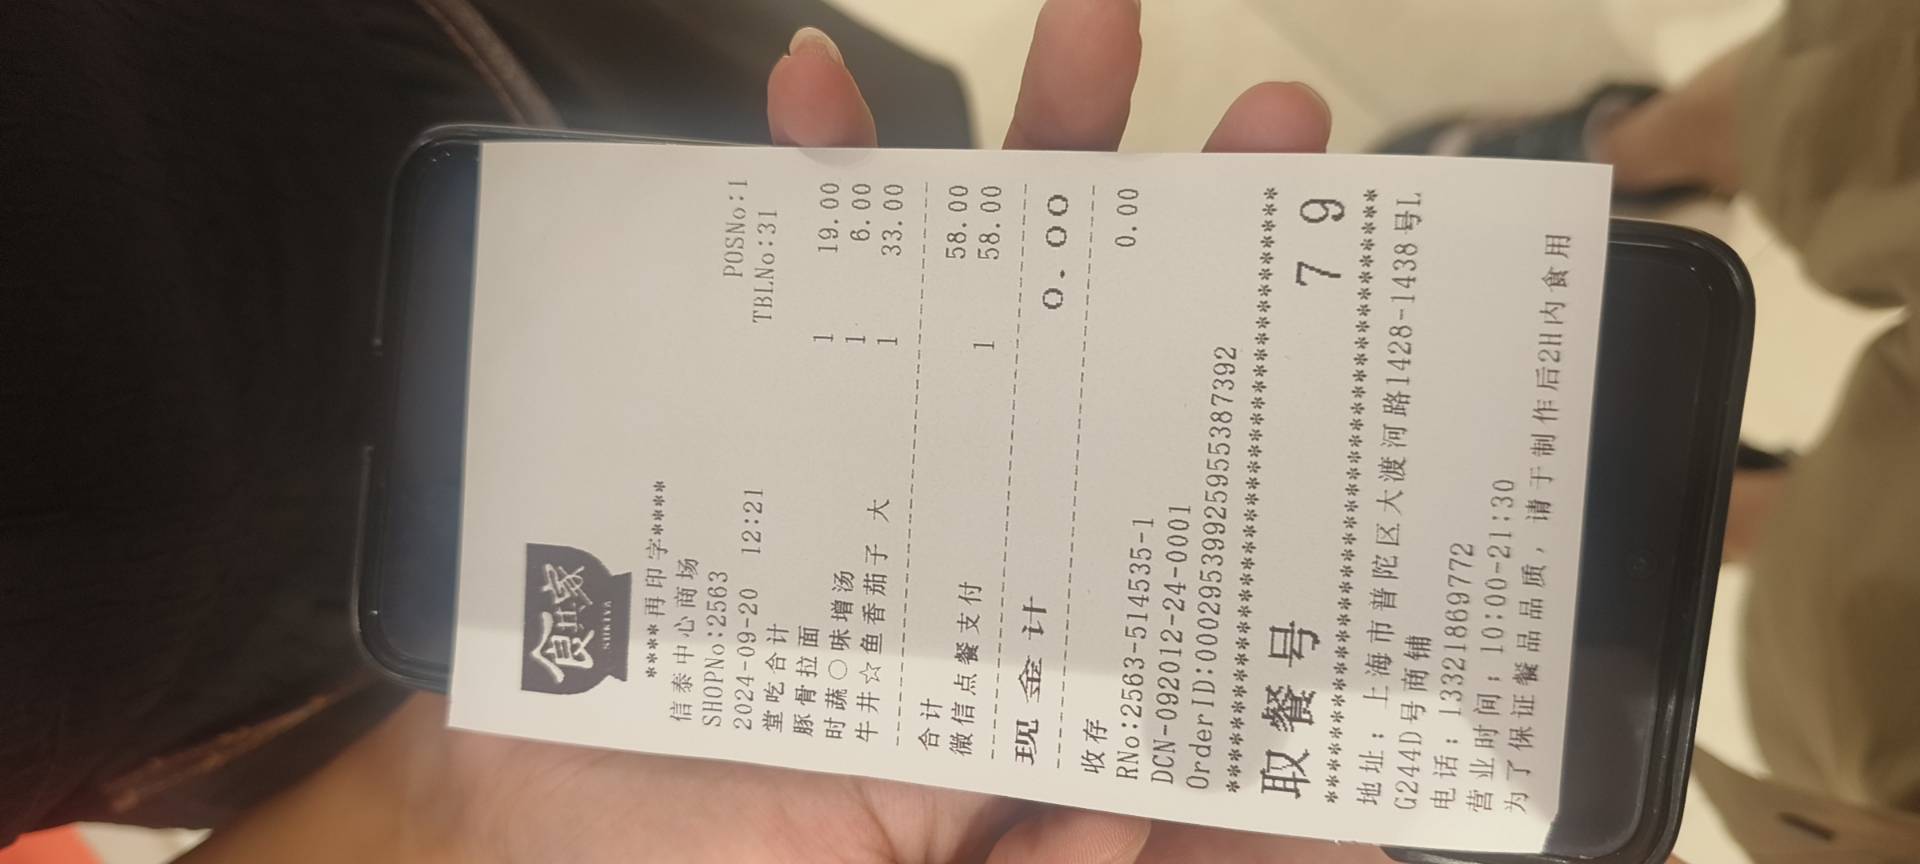 食其家
SUKIYA
****再印字****
信泰中心商场
SHOPNo:2563 POSNo:1
2024-09-20 12:21 TBLNo:31
堂吃合计
豚骨拉面 1 19.00
时蔬〇味增汤 1 6.00
牛井☆鱼香茄子 大 1 33.00
合计 58.00
微信点餐支付 1 58.00
现金计 0.00
收存 0.00
RNo:2563-514535-1
DCN-092012-24-0001
OrderID:00029539925955387392
取餐号 79
地址：上海市普陀区大渡河路1428-1438号L
G244D号商铺
电话：13321869772
营业时间：10:00-21:30
为了保证餐品品质，请于制作后2H内食用